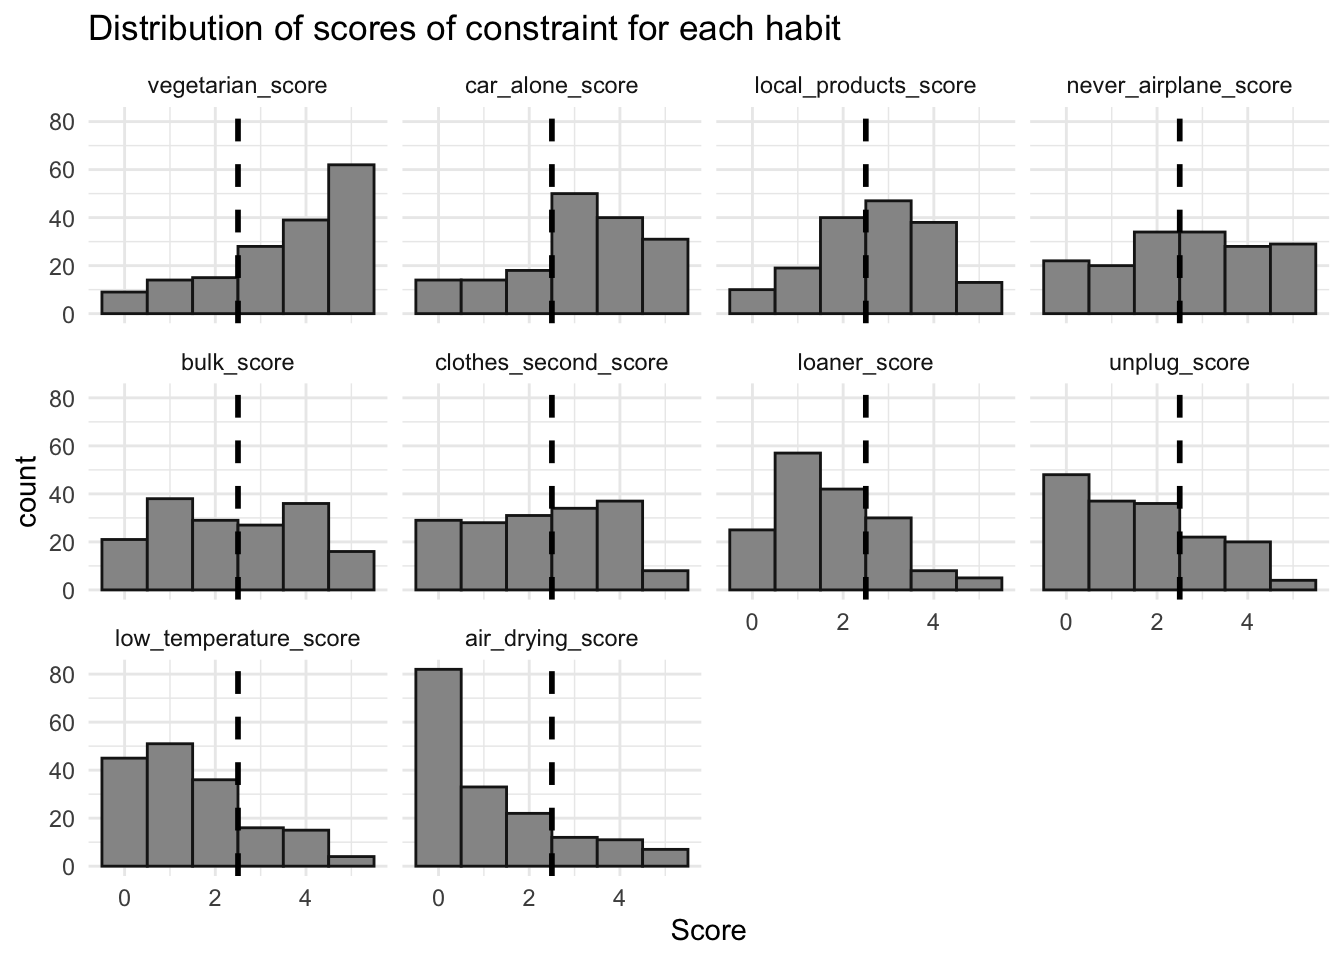 Distribution of scores of constraint for each habit
vegetarian_score car_alone_score local_products_score never_airplane_score
80
60
40
20
0
bulk_score clothes_second_score loaner_score unplug_score
80
60
40
20
0
0 2 4 0 2 4
low_temperature_score air_drying_score
80
60
40
20
0
0 2 4 0 2 4
count
Score